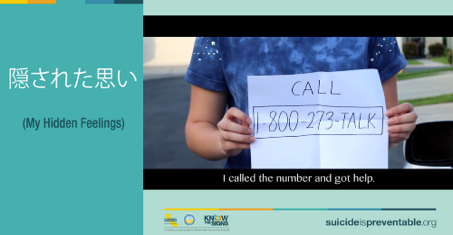 隠された思い
(My Hidden Feelings)
CALL
1-800-273-TALK
I called the number and got help.
KNOW
THE SIGNS
suicideispreventable.org